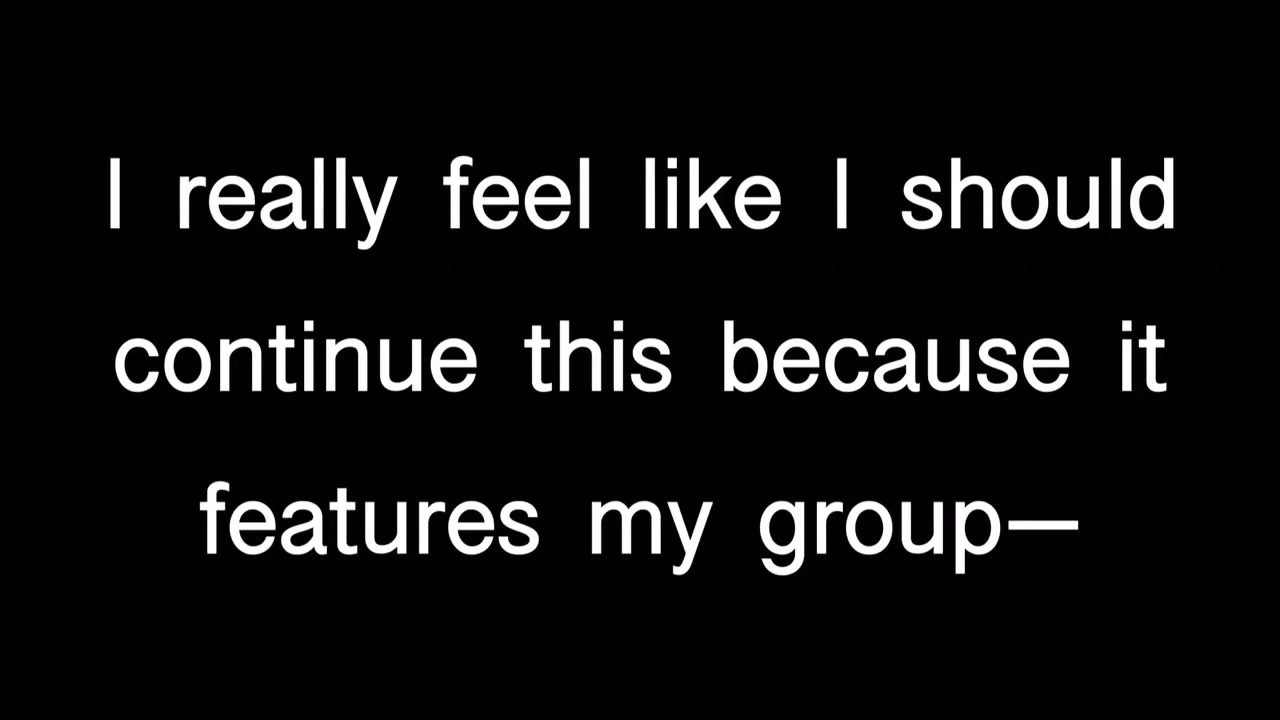 I really feel like I should
continue this because it
features my group—